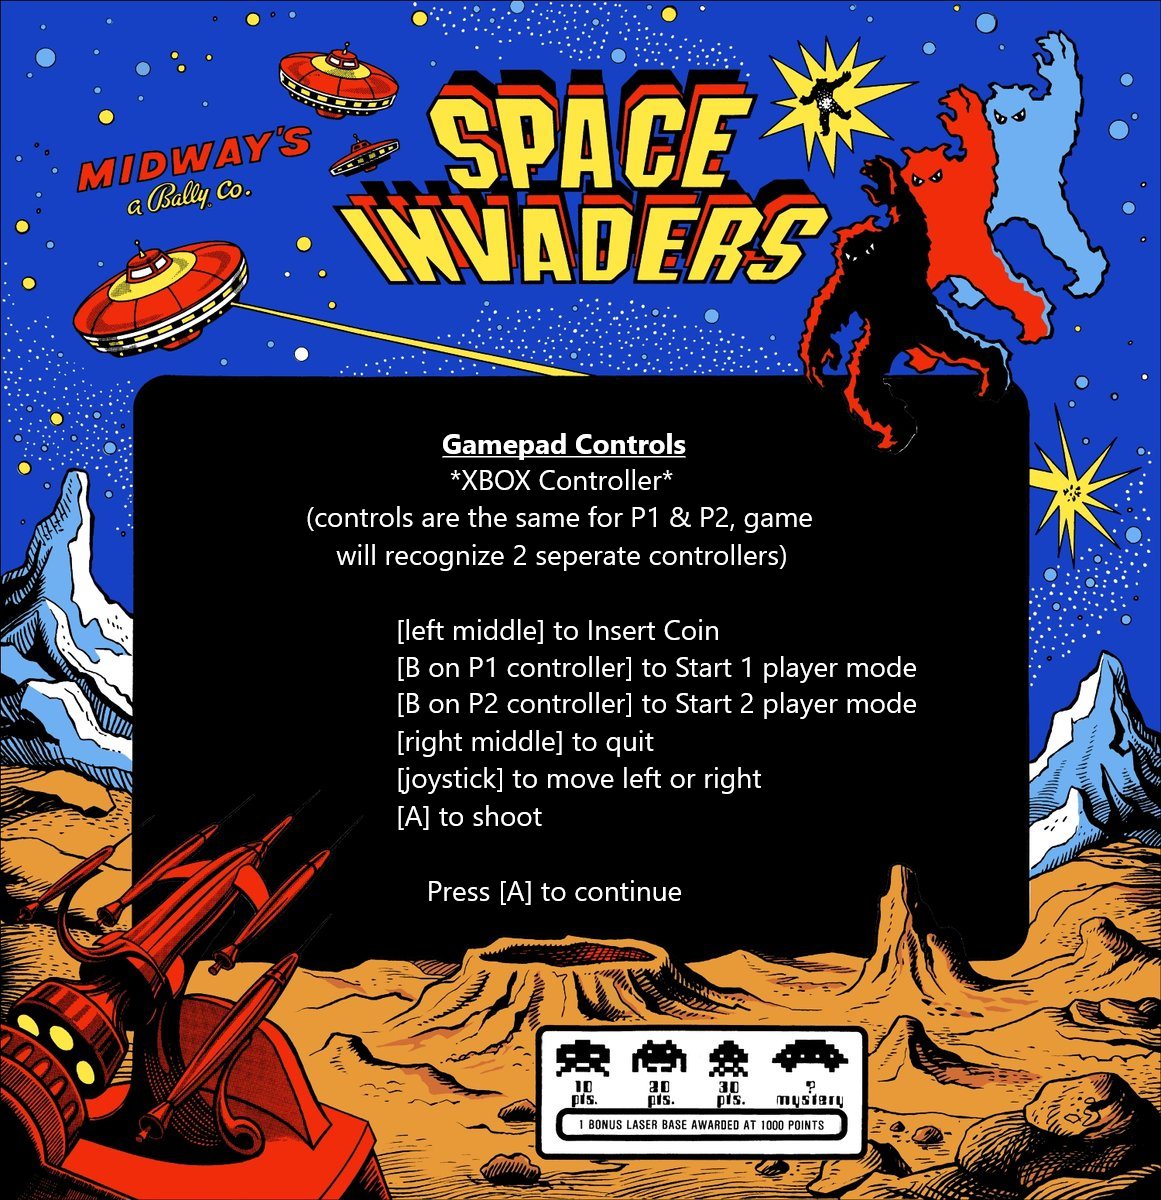 MIDWAY'S
a Bally Co.
SPACE
INVADERS
Gamepad Controls
*XBOX Controller*
(controls are the same for P1 & P2, game
will recognize 2 seperate controllers)
[left middle] to Insert Coin
[B on P1 controller] to Start 1 player mode
[B on P2 controller] to Start 2 player mode
[right middle] to quit
[joystick] to move left or right
[A] to shoot
Press [A] to continue
10 20 30 ?
pts. pts. pts. mystery
1 BONUS LASER BASE AWARDED AT 1000 POINTS